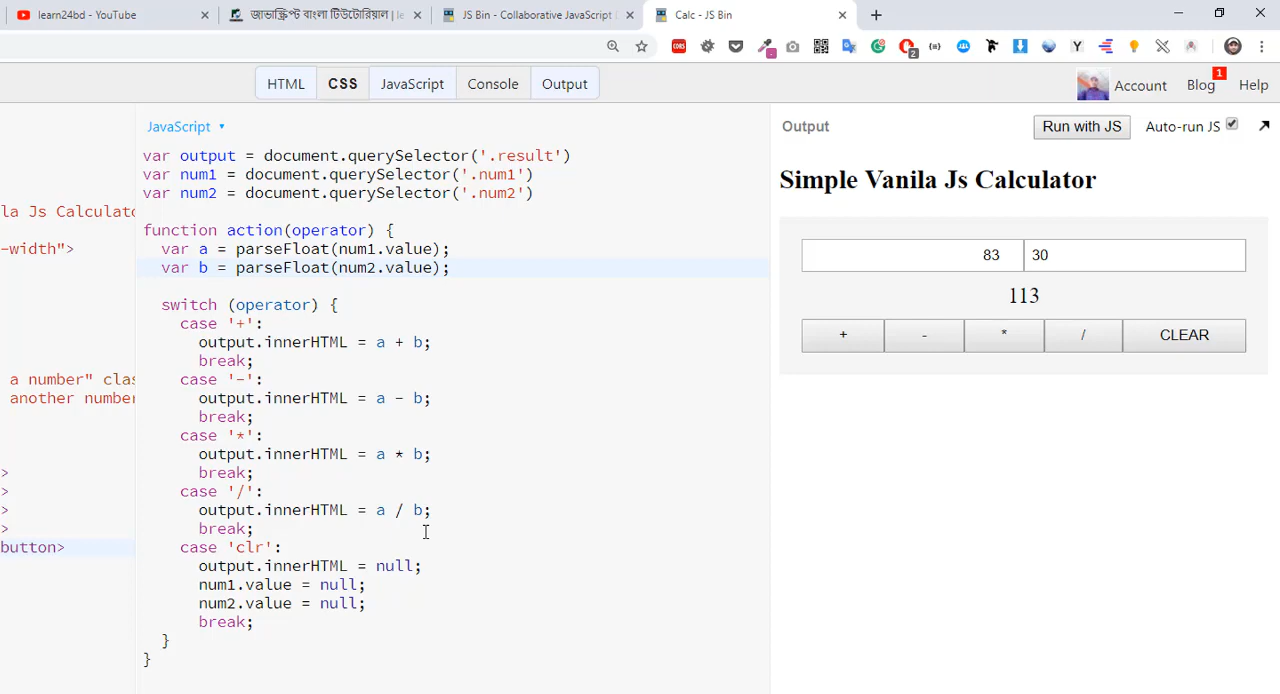 learn24bd - YouTube
জাভাস্ক্রিপ্ট বাংলা টিউটোরিয়াল | le
JS Bin - Collaborative JavaScript D
Calc - JS Bin
HTML
CSS
JavaScript
Console
Output
Account
Blog
1
Help
la Js Calculato
-width">
a number" clas
another number
>
>
>
>
button>
JavaScript
var output = document.querySelector('.result')
var num1 = document.querySelector('.num1')
var num2 = document.querySelector('.num2')
function action(operator) {
var a = parseFloat(num1.value);
var b = parseFloat(num2.value);
switch (operator) {
case '+':
output.innerHTML = a + b;
break;
case '-':
output.innerHTML = a - b;
break;
case '*':
output.innerHTML = a * b;
break;
case '/':
output.innerHTML = a / b;
break;
case 'clr':
output.innerHTML = null;
num1.value = null;
num2.value = null;
break;
}
}
Output
Run with JS
Auto-run JS
Simple Vanila Js Calculator
83
30
113
+
-
*
/
CLEAR